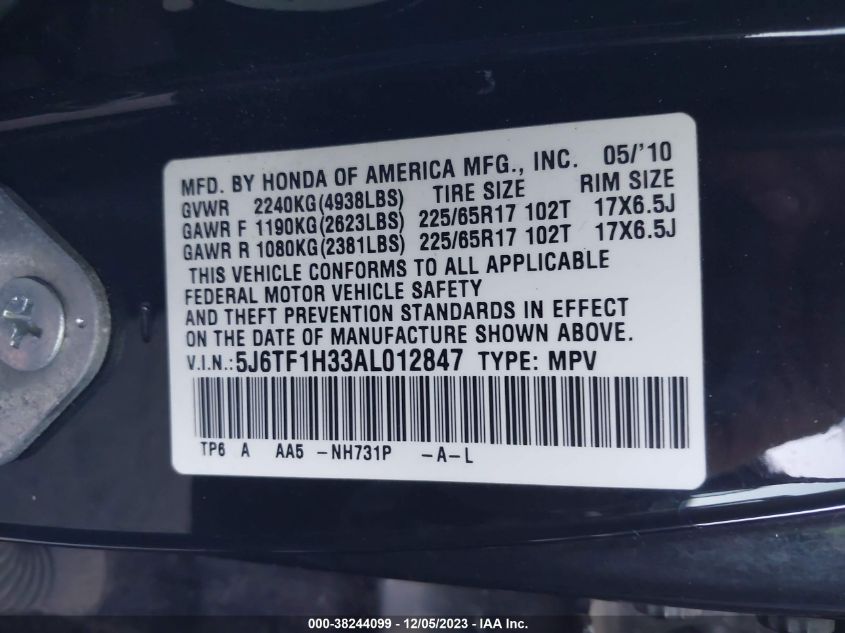 MFD. BY HONDA OF AMERICA MFG., INC. 05/'10
GVWR 2240KG(4938LBS) TIRE SIZE RIM SIZE
GAWR F 1190KG(2623LBS) 225/65R17 102T 17X6.5J
GAWR R 1080KG(2381LBS) 225/65R17 102T 17X6.5J
THIS VEHICLE CONFORMS TO ALL APPLICABLE
FEDERAL MOTOR VEHICLE SAFETY
AND THEFT PREVENTION STANDARDS IN EFFECT
ON THE DATE OF MANUFACTURE SHOWN ABOVE.
V.I.N.:5J6TF1H33AL012847 TYPE: MPV
TP6 A AA5 -NH731P -A-L
000-38244099 - 12/05/2023 - IAA Inc.